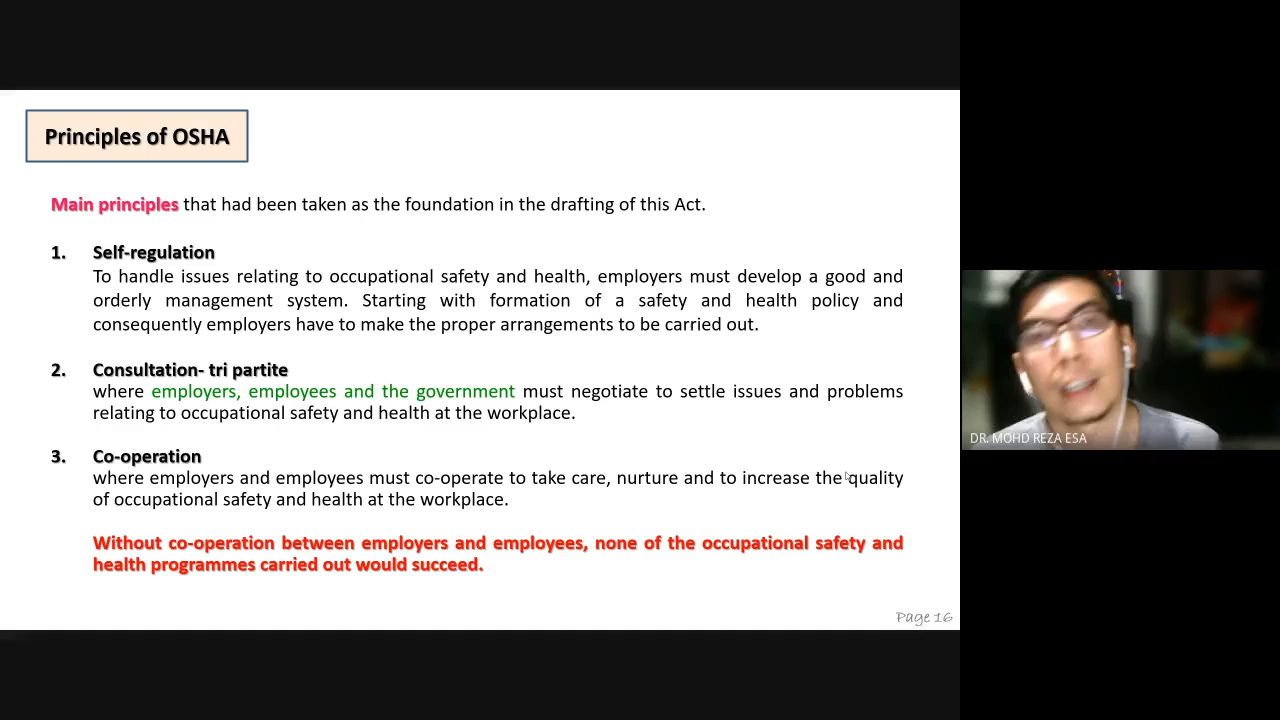 Principles of OSHA
Main principles that had been taken as the foundation in the drafting of this Act.
1. Self-regulation
To handle issues relating to occupational safety and health, employers must develop a good and
orderly management system. Starting with formation of a safety and health policy and
consequently employers have to make the proper arrangements to be carried out.
2. Consultation- tri partite
where employers, employees and the government must negotiate to settle issues and problems
relating to occupational safety and health at the workplace.
3. Co-operation
where employers and employees must co-operate to take care, nurture and to increase the quality
of occupational safety and health at the workplace.
Without co-operation between employers and employees, none of the occupational safety and
health programmes carried out would succeed.
Page 16
DR. MOHD REZA ESA